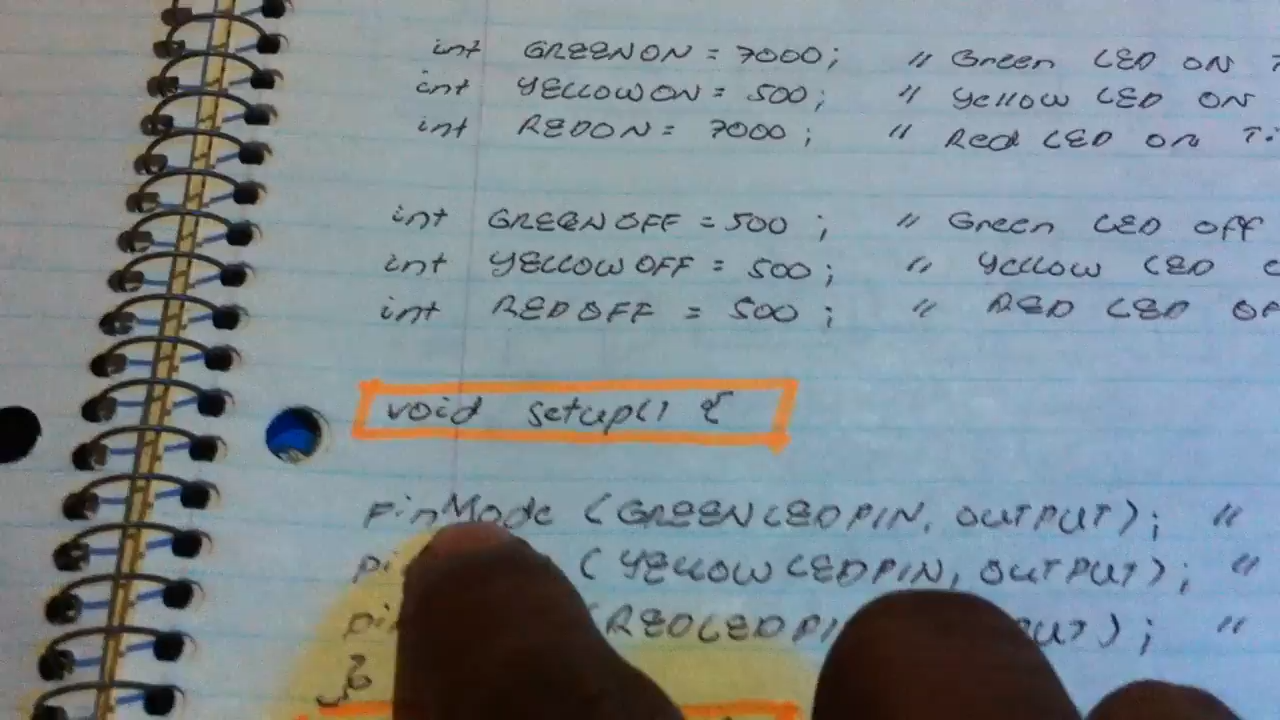 int GREENON = 7000; " Green LED ON
int YELLOWON = 500; " Yellow LED ON
int REDON = 7000; " Red LED ON
int GREENOFF = 500; " Green LED Off
int YELLOWOFF = 500; " Yellow LED
int REDOFF = 500; " RED LED
void setup() {
pinMode (GREENLEDPIN, OUTPUT); "
(YELLOWLEDPIN, OUTPUT); "
"
}